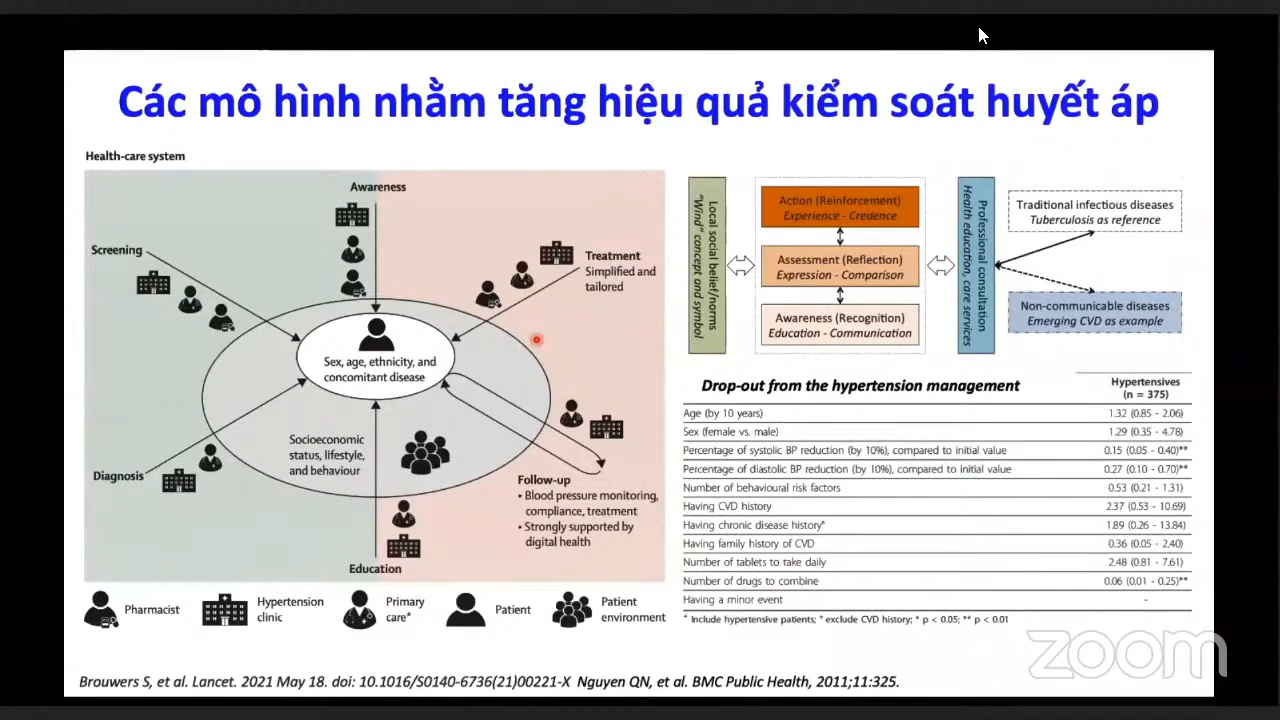 Các mô hình nhằm tăng hiệu quả kiểm soát huyết áp
Health-care system
Awareness
Screening
Treatment
Simplified and
tailored
Sex, age, ethnicity, and
concomitant disease
Socioeconomic
status, lifestyle,
and behaviour
Diagnosis
Follow-up
• Blood pressure monitoring,
compliance, treatment
• Strongly supported by
digital health
Education
Pharmacist
Hypertension
clinic
Primary
care*
Patient
Patient
environment
Local social belief/norms
"Wind" concept and symbol
Action (Reinforcement)
Experience - Credence
Assessment (Reflection)
Expression - Comparison
Awareness (Recognition)
Education - Communication
Professional consultation
Health education, care services
Traditional infectious diseases
Tuberculosis as reference
Non-communicable diseases
Emerging CVD as example
Drop-out from the hypertension management
Hypertensives
(n = 375)
Age (by 10 years) 1.32 (0.85 - 2.06)
Sex (female vs. male) 1.29 (0.35 - 4.78)
Percentage of systolic BP reduction (by 10%), compared to initial value 0.15 (0.05 - 0.40)**
Percentage of diastolic BP reduction (by 10%), compared to initial value 0.27 (0.10 - 0.70)**
Number of behavioural risk factors 0.53 (0.21 - 1.31)
Having CVD history 2.37 (0.53 - 10.69)
Having chronic disease history° 1.89 (0.26 - 13.84)
Having family history of CVD 0.36 (0.05 - 2.40)
Number of tablets to take daily 2.48 (0.81 - 7.61)
Number of drugs to combine 0.06 (0.01 - 0.25)**
Having a minor event -
+ Include hypertensive patients; ° exclude CVD history; * p < 0.05; ** p < 0.01
zoom
Brouwers S, et al. Lancet. 2021 May 18. doi: 10.1016/S0140-6736(21)00221-X Nguyen QN, et al. BMC Public Health, 2011;11:325.